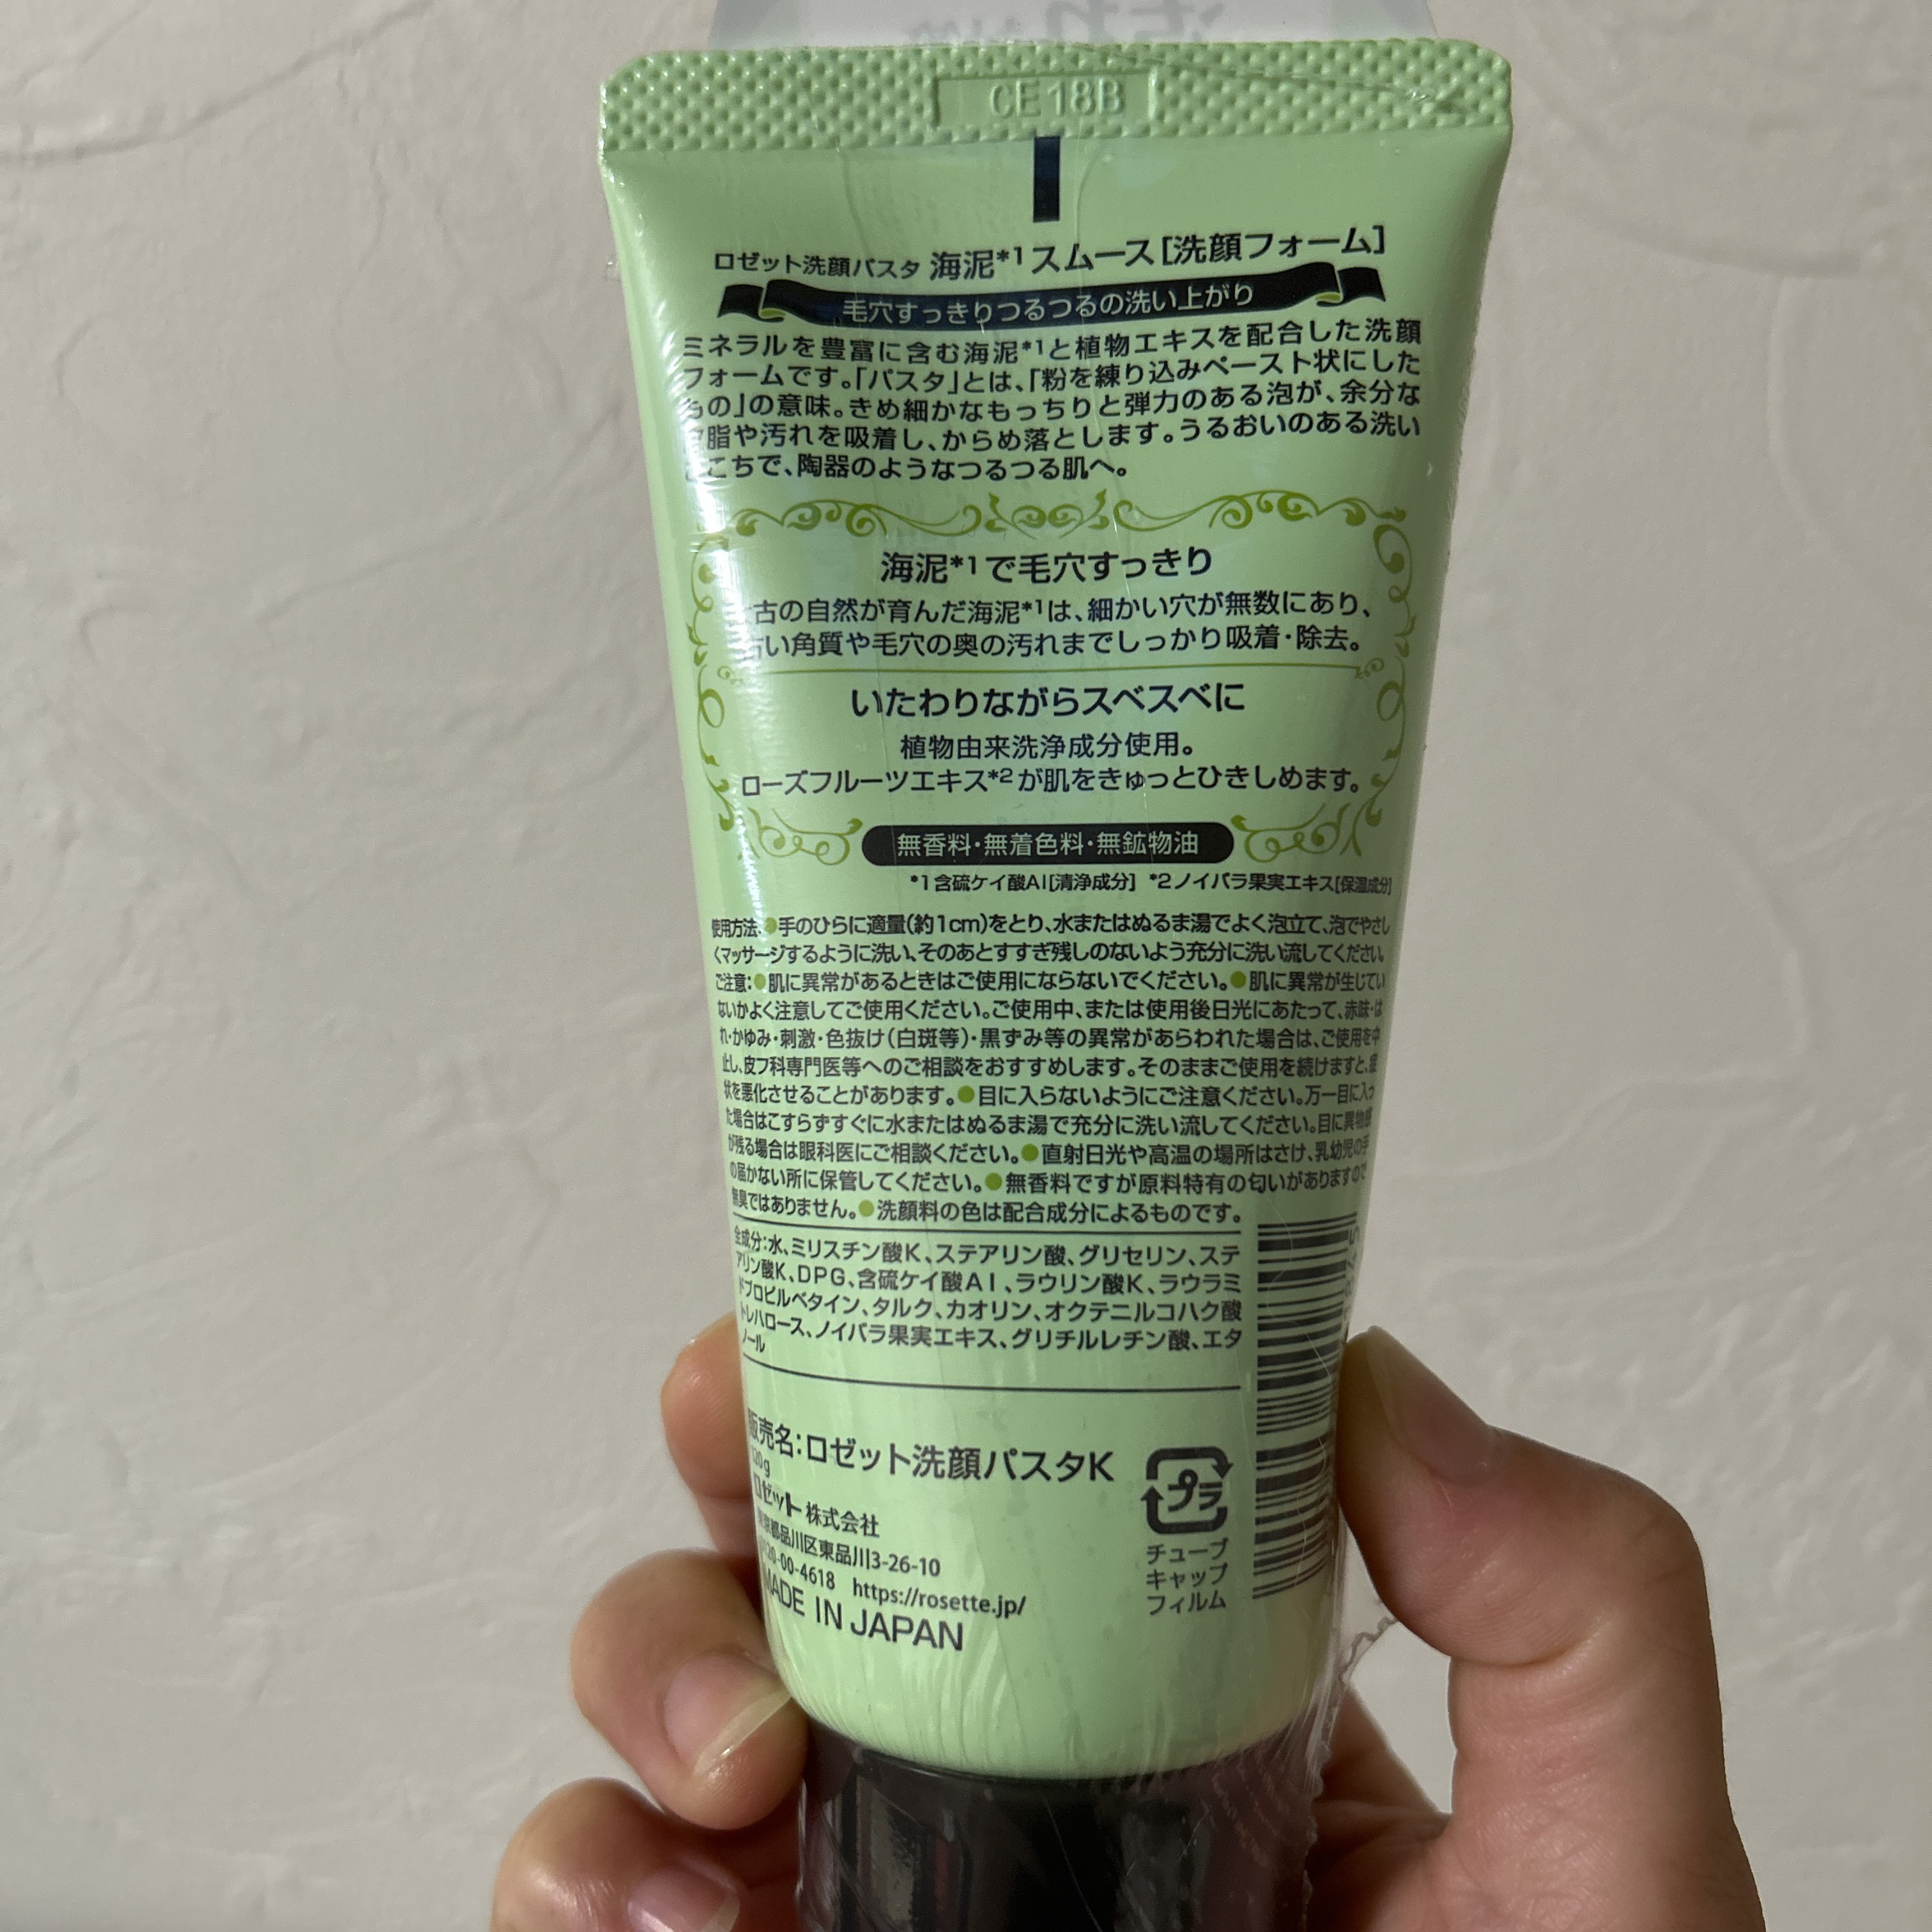 CE18B
ロゼット洗顔パスタ 海泥*1スムース[洗顔フォーム]
毛穴すっきりつるつるの洗い上がり
ミネラルを豊富に含む海泥*1と植物エキスを配合した洗顔
フォームです。「パスタ」とは、「粉を練り込みペースト状にした
もの」の意味。きめ細かなもっちりと弾力のある泡が、余分な
皮脂や汚れを吸着し、からめ落とします。うるおいのある洗い
ごこちで、陶器のようなつるつる肌へ。
海泥*1で毛穴すっきり
古の自然が育んだ海泥*1は、細かい穴が無数にあり、
古い角質や毛穴の奥の汚れまでしっかり吸着・除去。
いたわりながらスベスベに
植物由来洗浄成分使用。
ローズフルーツエキス*2が肌をきゅっとひきしめます。
無香料・無着色料・無鉱物油
*1含硫ケイ酸Al[清浄成分] *2ノイバラ果実エキス[保湿成分]
使用方法:●手のひらに適量(約1cm)をとり、水またはぬるま湯でよく泡立て、泡でやさし
くマッサージするように洗い、そのあとすすぎ残しのないよう充分に洗い流してください。
ご注意:●肌に異常があるときはご使用にならないでください。●肌に異常が生じてい
ないかよく注意してご使用ください。ご使用中、または使用後日光にあたって、赤味・は
れ・かゆみ・刺激・色抜け(白斑等)・黒ずみ等の異常があらわれた場合は、ご使用を中
止し、皮フ科専門医等へのご相談をおすすめします。そのままご使用を続けますと、症
状を悪化させることがあります。●目に入らないようにご注意ください。万一目に入っ
た場合はこすらずすぐに水またはぬるま湯で充分に洗い流してください。目に異物感
が残る場合は眼科医にご相談ください。●直射日光や高温の場所はさけ、乳幼児の手
の届かない所に保管してください。●無香料ですが原料特有の匂いがありますので
無臭ではありません。●洗顔料の色は配合成分によるものです。
全成分:水、ミリスチン酸K、ステアリン酸、グリセリン、ステ
アリン酸K、DPG、含硫ケイ酸Al、ラウリン酸K、ラウラミ
ドプロピルベタイン、タルク、カオリン、オクテニルコハク酸
トレハロース、ノイバラ果実エキス、グリチルレチン酸、エタ
ノール
販売名:ロゼット洗顔パスタK
120g
ロゼット株式会社
東京都品川区東品川3-26-10
0120-00-4618 https://rosette.jp/
MADE IN JAPAN
プラ
チューブ
キャップ
フィルム